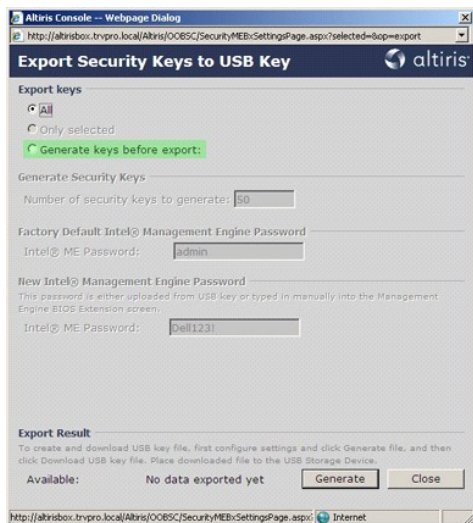 Altiris Console -- Webpage Dialog
http://altirisbox.trvpro.local/Altiris/OOBSC/SecurityMEBxSettingsPage.aspx?selected=&op=export
Export Security Keys to USB Key
altiris
Export keys
All
Only selected
Generate keys before export:
Generate Security Keys
Number of security keys to generate: 50
Factory Default Intel® Management Engine Password
Intel® ME Password: admin
New Intel® Management Engine Password
This password is either uploaded from USB key or typed in manually into the Management
Engine BIOS Extension screen.
Intel® ME Password: Dell123!
Export Result
To create and download USB key file, first configure settings and click Generate file, and then
click Download USB key file. Place downloaded file to the USB Storage Device.
Available: No data exported yet Generate Close
http://altirisbox.trvpro.local/Altiris/OOBSC/SecurityMEBxSettingsPage.aspx? Internet